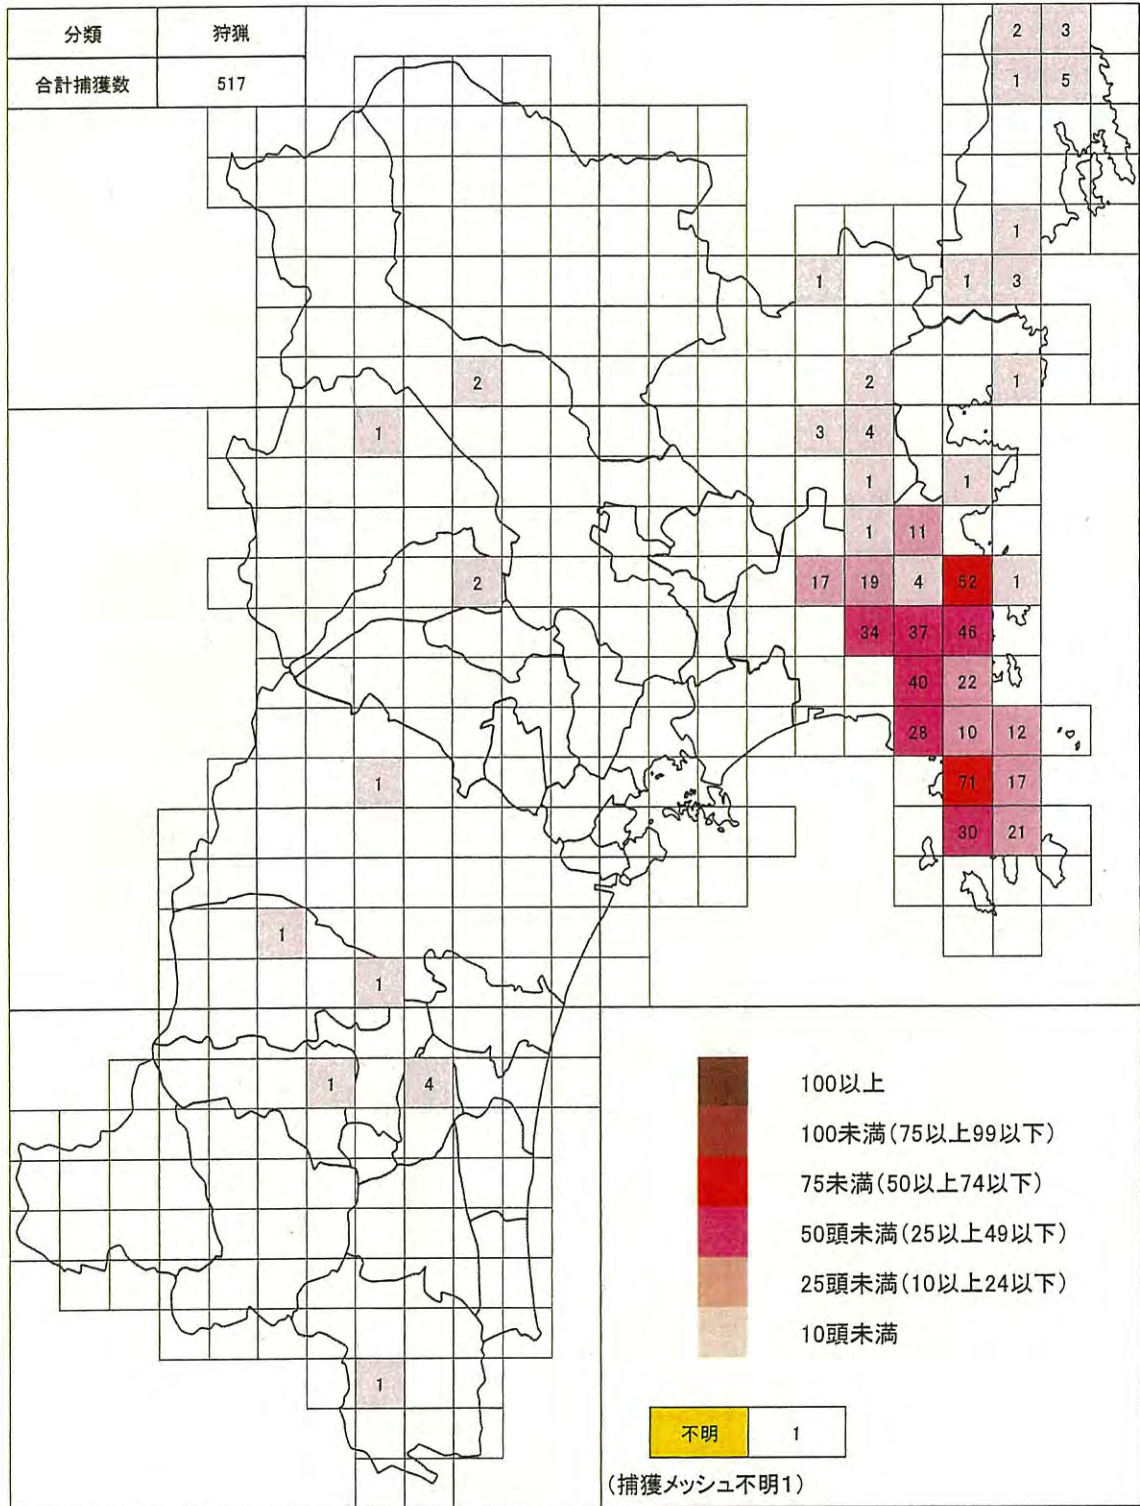 分類 狩猟
合計捕獲数 517
2 3
1 5
1
1 1 3
2 2 1
1 3 4
1 1
1 11
2 17 19 4 52 1
34 37 46
40 22
28 10 12
1 71 17
30 21
1
1
1 4
100以上
100未満(75以上99以下)
75未満(50以上74以下)
50頭未満(25以上49以下)
25頭未満(10以上24以下)
10頭未満
1
不明 1
(捕獲メッシュ不明1)